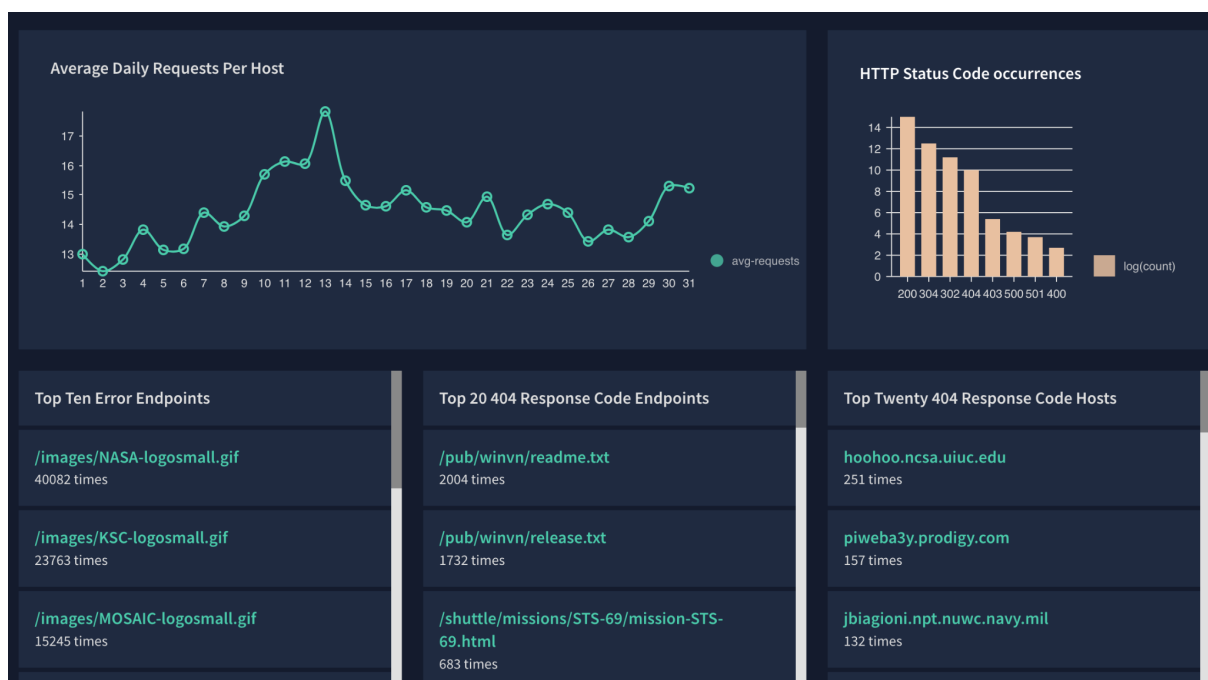 Average Daily Requests Per Host
17
16
15
14
13
1 2 3 4 5 6 7 8 9 10 11 12 13 14 15 16 17 18 19 20 21 22 23 24 25 26 27 28 29 30 31
avg-requests
HTTP Status Code occurrences
14
12
10
8
6
4
2
0
200 304 302 404 403 500 501 400
log(count)
Top Ten Error Endpoints
/images/NASA-logosmall.gif
40082 times
/images/KSC-logosmall.gif
23763 times
/images/MOSAIC-logosmall.gif
15245 times
Top 20 404 Response Code Endpoints
/pub/winvn/readme.txt
2004 times
/pub/winvn/release.txt
1732 times
/shuttle/missions/STS-69/mission-STS-
69.html
683 times
Top Twenty 404 Response Code Hosts
hoohoo.ncsa.uiuc.edu
251 times
piweba3y.prodigy.com
157 times
jbiagioni.npt.nuwc.navy.mil
132 times